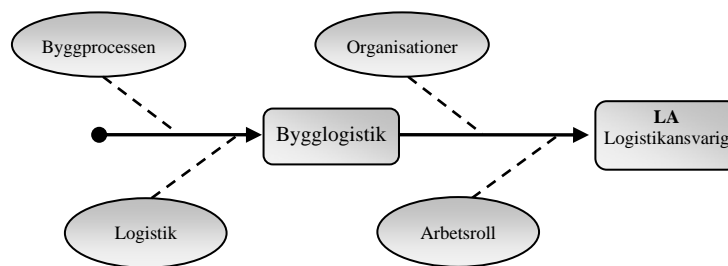 Byggprocessen
Organisationer
Bygglogistik
LA
Logistikansvarig
Logistik
Arbetsroll